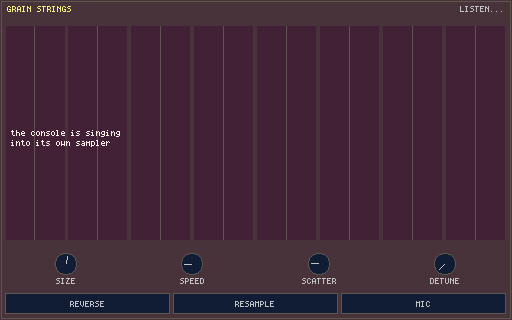 GRAIN STRINGS
LISTEN...
the console is singing
into its own sampler
SIZE
SPEED
SCATTER
DETUNE
REVERSE
RESAMPLE
MIC